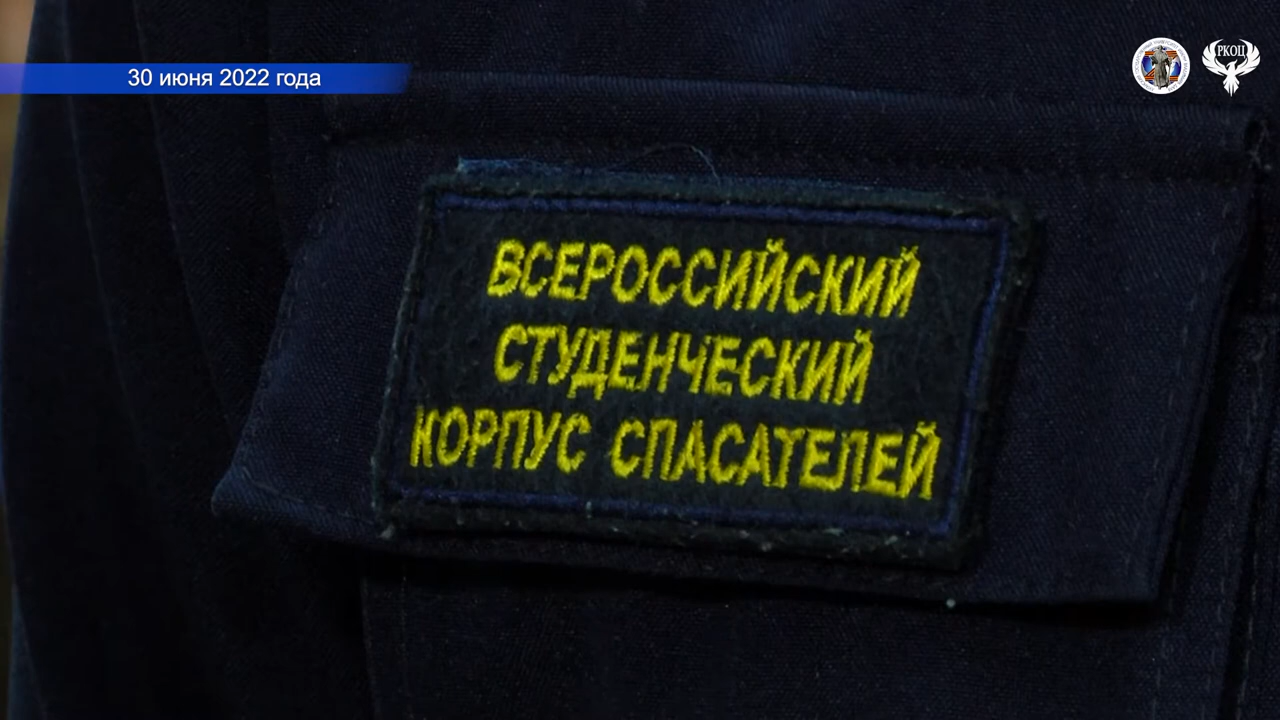 30 июня 2022 года
РКОЦ
ВСЕРОССИЙСКИЙ
СТУДЕНЧЕСКИЙ
КОРПУС СПАСАТЕЛЕЙ